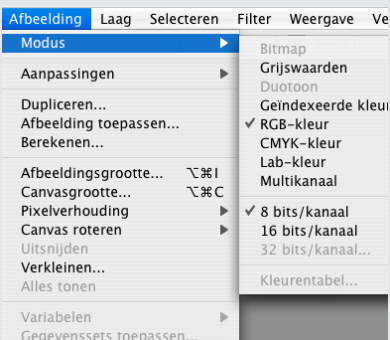 Afbeelding Laag Selecteren Filter Weergave
Modus
Aanpassingen
Dupliceren...
Afbeelding toepassen...
Berekenen...
Afbeeldingsgrootte... ⌥⌘I
Canvasgrootte... ⌥⌘C
Pixelverhouding
Canvas roteren
Uitsnijden
Verkleinen...
Alles tonen
Variabelen
Gegevenssets toepassen...
Bitmap
Grijswaarden
Duotoon
Geïndexeerde kleur
✓ RGB-kleur
CMYK-kleur
Lab-kleur
Multikanaal
✓ 8 bits/kanaal
16 bits/kanaal
32 bits/kanaal...
Kleurentabel...